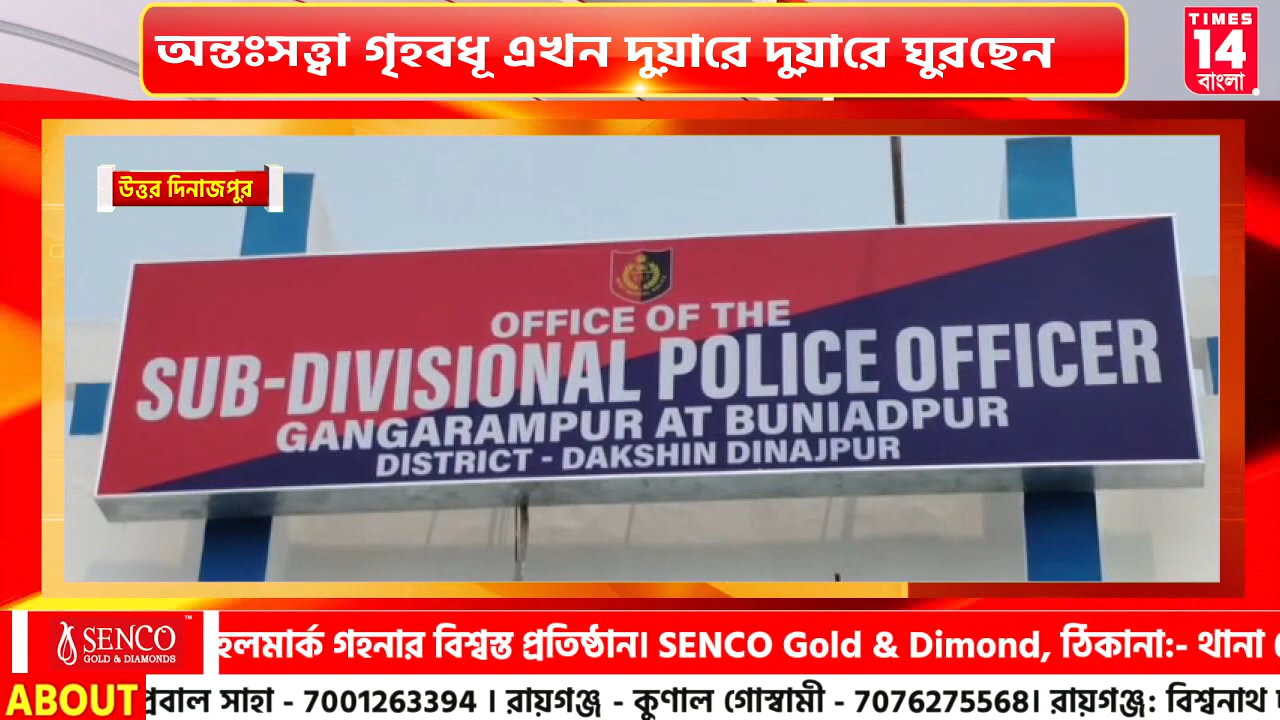 অন্তঃসত্ত্বা গৃহবধূ এখন দুয়ারে দুয়ারে ঘুরছেন
TIMES
14
বাংলা
উত্তর দিনাজপুর
OFFICE OF THE
SUB-DIVISIONAL POLICE OFFICER
GANGARAMPUR AT BUNIADPUR
DISTRICT - DAKSHIN DINAJPUR
SENCO™
GOLD & DIAMONDS
হলমার্ক গহনার বিশ্বস্ত প্রতিষ্ঠান। SENCO Gold & Dimond, ঠিকানা:- থানা
ABOUT
প্রবাল সাহা - 7001263394 । রায়গঞ্জ - কুণাল গোস্বামী - 7076275568। রায়গঞ্জ: বিশ্বনাথ